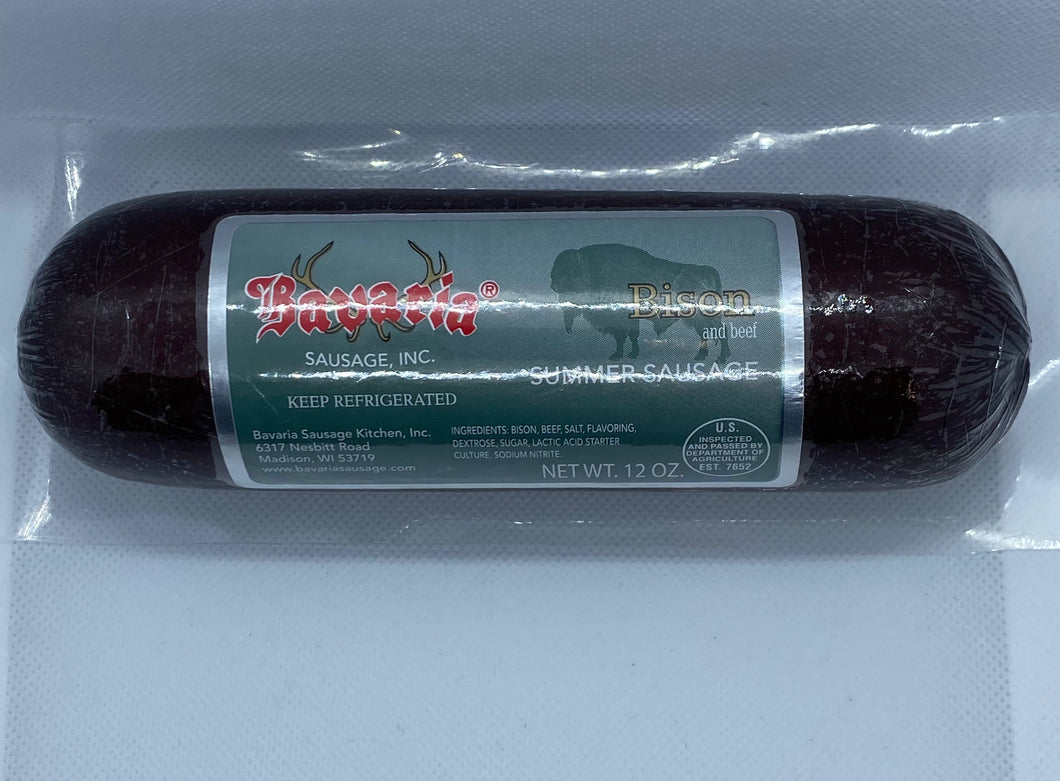 Bavaria®
SAUSAGE, INC.
KEEP REFRIGERATED
Bavaria Sausage Kitchen, Inc.
6317 Nesbitt Road
Madison, WI 53719
www.bavariasausage.com
Bison
and beef
SUMMER SAUSAGE
INGREDIENTS: BISON, BEEF, SALT, FLAVORING,
DEXTROSE, SUGAR, LACTIC ACID STARTER
CULTURE, SODIUM NITRITE.
NET WT. 12 OZ.
U.S.
INSPECTED
AND PASSED BY
DEPARTMENT OF
AGRICULTURE
EST. 7652